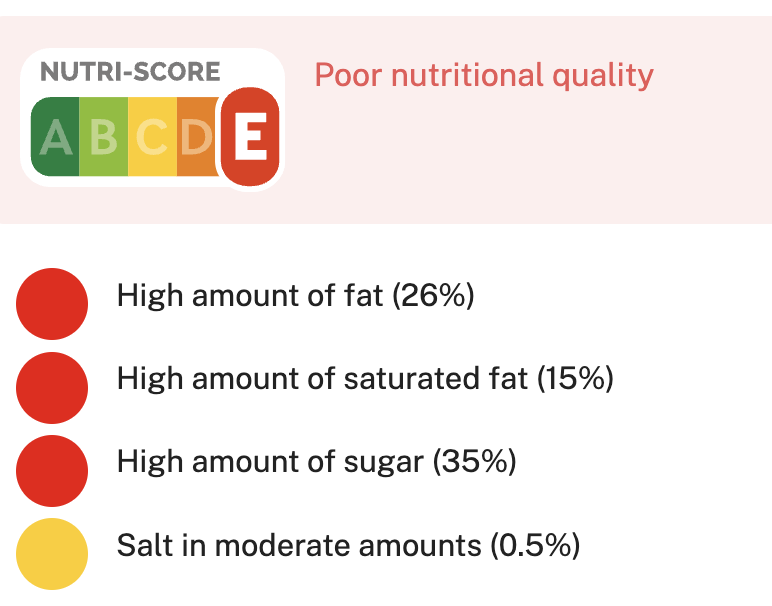 NUTRI-SCORE
Poor nutritional quality
A B C D E
High amount of fat (26%)
High amount of saturated fat (15%)
High amount of sugar (35%)
Salt in moderate amounts (0.5%)